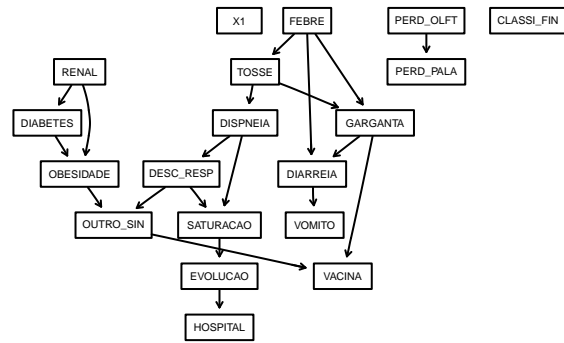 X1
FEBRE
PERD_OLFT
CLASSI_FIN
RENAL
TOSSE
PERD_PALA
DIABETES
DISPNEIA
GARGANTA
OBESIDADE
DESC_RESP
DIARREIA
OUTRO_SIN
SATURACAO
VOMITO
EVOLUCAO
VACINA
HOSPITAL